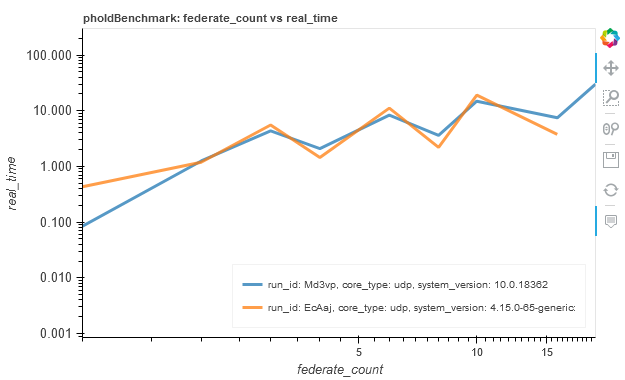 pholdBenchmark: federate_count vs real_time
100.000
10.000
1.000
0.100
0.010
0.001
real_time
5
10
15
federate_count
run_id: Md3vp, core_type: udp, system_version: 10.0.18362
run_id: EcAaj, core_type: udp, system_version: 4.15.0-65-generic: